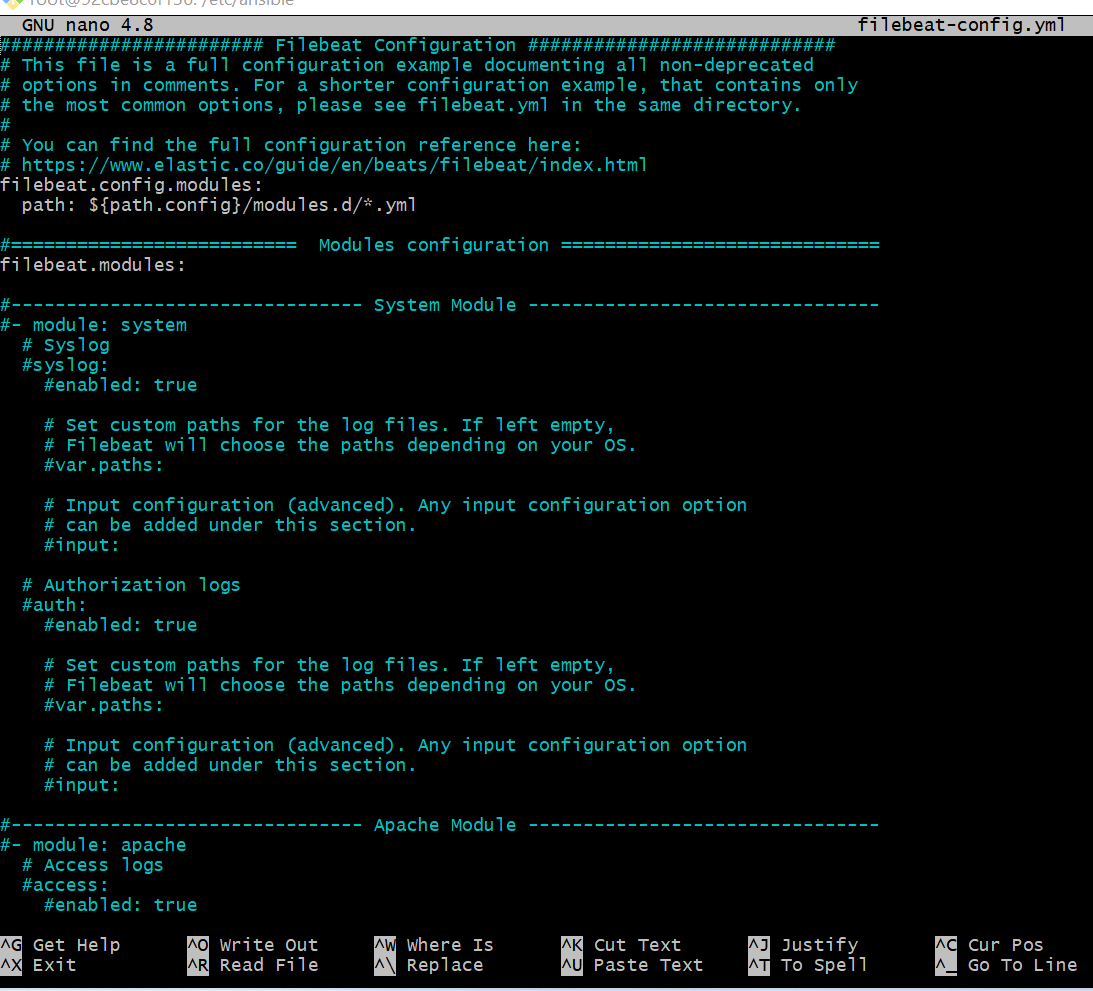 /etc/ansible
GNU nano 4.8 filebeat-config.yml
######################## Filebeat Configuration ############################
# This file is a full configuration example documenting all non-deprecated
# options in comments. For a shorter configuration example, that contains only
# the most common options, please see filebeat.yml in the same directory.
#
# You can find the full configuration reference here:
# https://www.elastic.co/guide/en/beats/filebeat/index.html
filebeat.config.modules:
  path: ${path.config}/modules.d/*.yml
#==========================  Modules configuration =============================
filebeat.modules:
#-------------------------------- System Module --------------------------------
#- module: system
  # Syslog
  #syslog:
    #enabled: true
    # Set custom paths for the log files. If left empty,
    # Filebeat will choose the paths depending on your OS.
    #var.paths:
    # Input configuration (advanced). Any input configuration option
    # can be added under this section.
    #input:
  # Authorization logs
  #auth:
    #enabled: true
    # Set custom paths for the log files. If left empty,
    # Filebeat will choose the paths depending on your OS.
    #var.paths:
    # Input configuration (advanced). Any input configuration option
    # can be added under this section.
    #input:
#-------------------------------- Apache Module --------------------------------
#- module: apache
  # Access logs
  #access:
    #enabled: true
^G Get Help ^O Write Out ^W Where Is ^K Cut Text ^J Justify ^C Cur Pos
^X Exit ^R Read File ^\ Replace ^U Paste Text ^T To Spell ^_ Go To Line